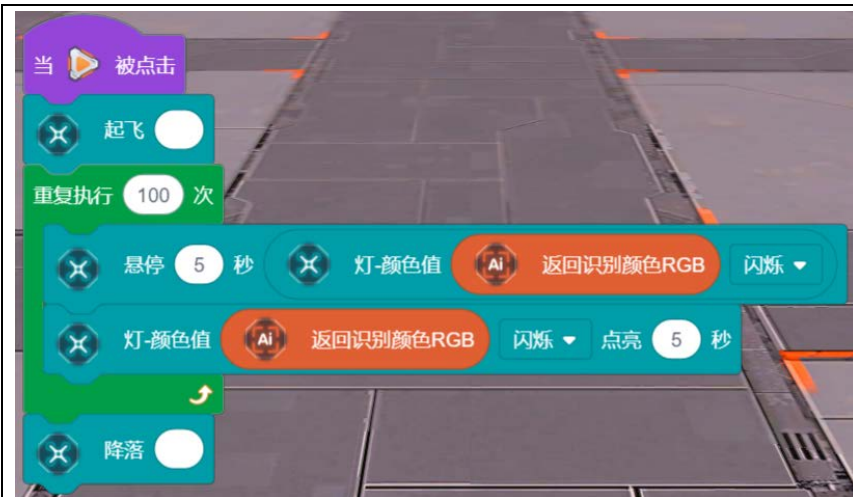 当 被点击
起飞
重复执行 100 次
悬停 5 秒 灯-颜色值 Ai 返回识别颜色RGB 闪烁
灯-颜色值 Ai 返回识别颜色RGB 闪烁 点亮 5 秒
降落